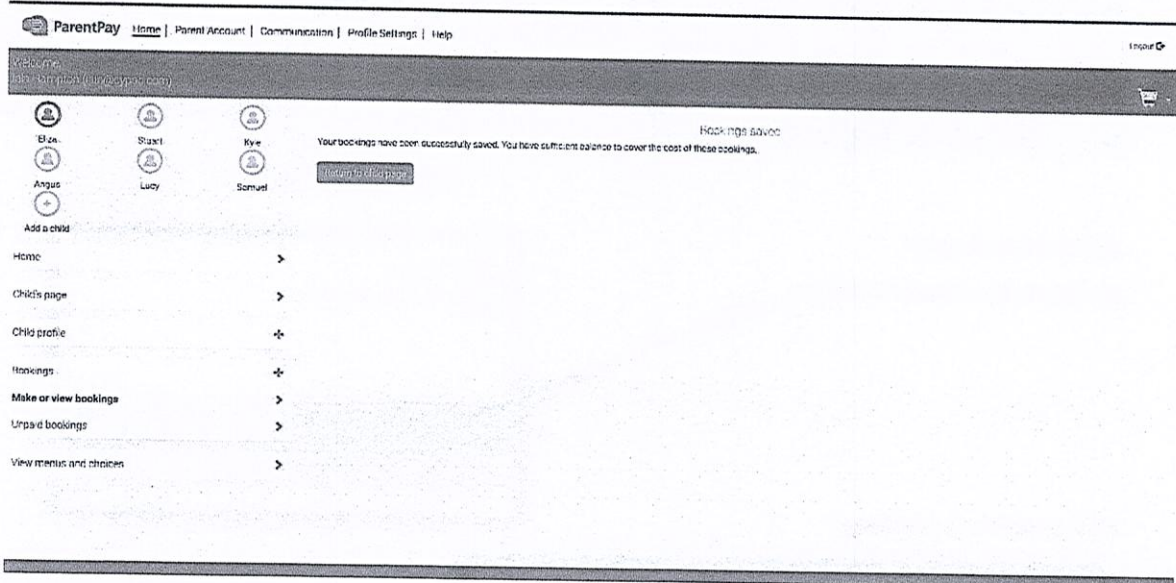 ParentPay Home | Parent Account | Communication | Profile Settings | Help
Logout
Welcome,
Eliza Stuart Kyle
Angus Lucy Samuel
Add a child
Bookings saved
Your bookings have been successfully saved. You have sufficient balance to cover the cost of these bookings.
Return to child page
Home
Child's page
Child profile
Bookings
Make or view bookings
Unpaid bookings
View menus and choices